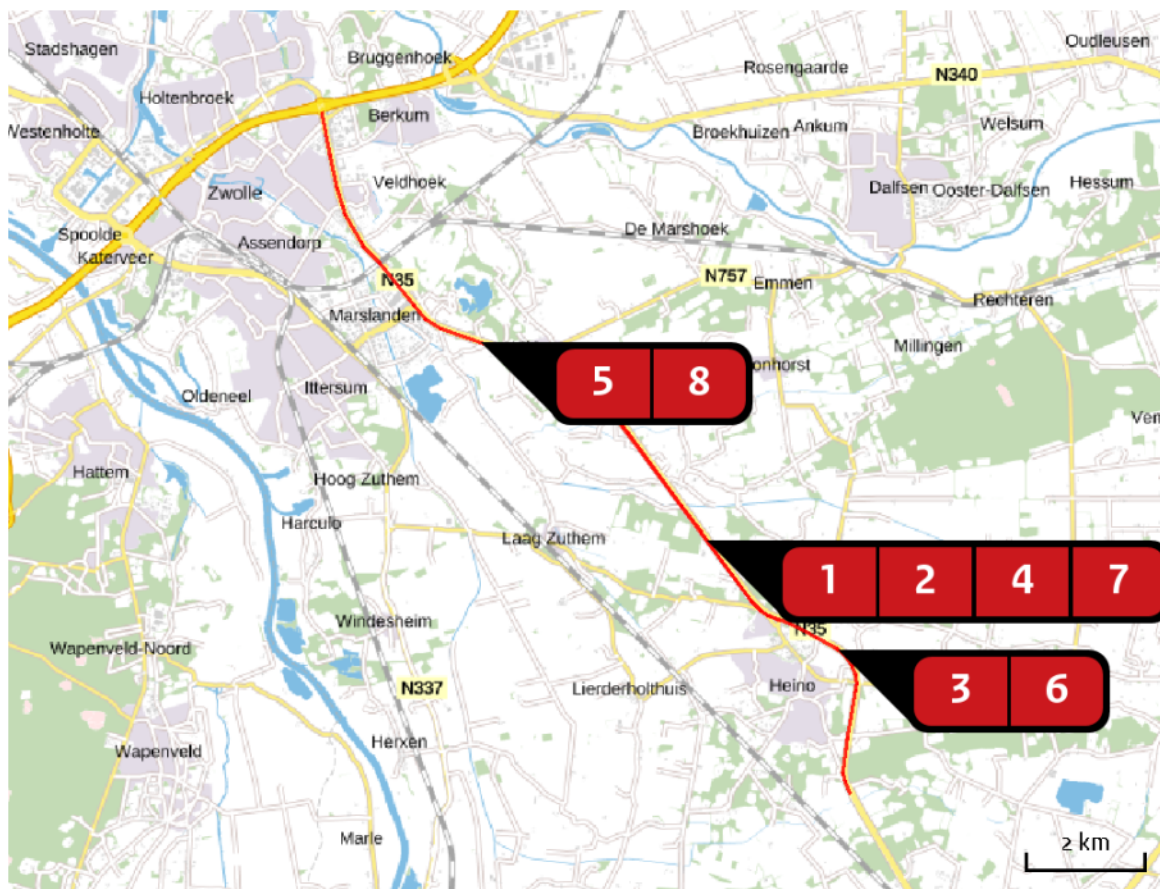 Stadshagen
Bruggenhoek
Oudleusen
Rosengaarde
N340
Holtenbroek
Berkum
Westenholte
Broekhuizen
Ankum
Welsum
Veldhoek
Zwolle
Dalfsen
Ooster-Dalfsen
Hessum
Spoolde
Assendorp
De Marshoek
Katerveer
N35
N757
Emmen
Rechteren
Marslanden
Millingen
5 8
onhorst
Ittersum
Oldeneel
Ven
Hattem
Hoog Zuthem
Harculo
Laag Zuthem
1 2 4 7
Windesheim
N35
Wapenveld-Noord
N337
Lierderholthuis
Heino
3 6
Herxen
Wapenveld
Marle
2 km